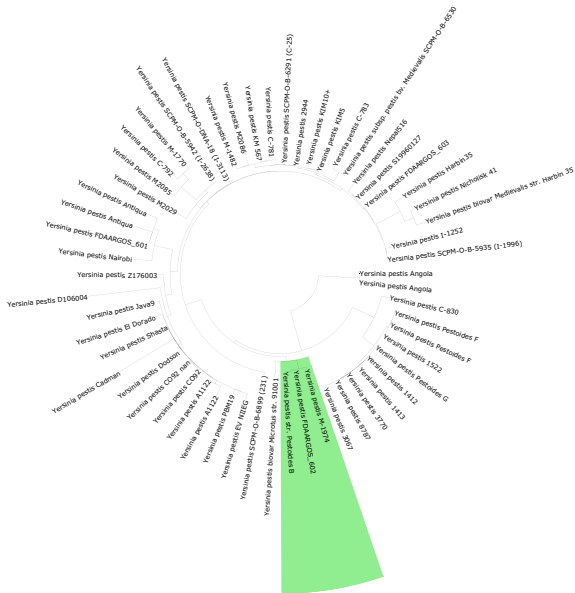 Yersinia pestis SCPM-O-B-6291 (C-25)
Yersinia pestis 2944
Yersinia pestis KIM10+
Yersinia pestis KIM5
Yersinia pestis C-783
Yersinia pestis subsp. pestis bv. Medievalis SCPM-O-B-6530
Yersinia pestis Nepal516
Yersinia pestis S19960127
Yersinia pestis FDAARGOS_603
Yersinia pestis Harbin35
Yersinia pestis Nicholisk 41
Yersinia pestis biovar Medievalis str. Harbin 35
Yersinia pestis I-1252
Yersinia pestis SCPM-O-B-5935 (I-1996)
Yersinia pestis Angola
Yersinia pestis Angola
Yersinia pestis C-830
Yersinia pestis Pestoides F
Yersinia pestis Pestoides F
Yersinia pestis 1522
Yersinia pestis Pestoides G
Yersinia pestis 1412
Yersinia pestis 1413
Yersinia pestis 3770
Yersinia pestis 8787
Yersinia pestis 3067
Yersinia pestis M-1974
Yersinia pestis FDAARGOS_602
Yersinia pestis str. Pestoides B
Yersinia pestis biovar Microtus str. 91001
Yersinia pestis SCPM-O-B-6899 (231)
Yersinia pestis EV NIIEG
Yersinia pestis PBM19
Yersinia pestis A1122
Yersinia pestis A1122
Yersinia pestis CO92
Yersinia pestis CO92_nan
Yersinia pestis Dodson
Yersinia pestis Cadman
Yersinia pestis Shasta
Yersinia pestis El Dorado
Yersinia pestis Java9
Yersinia pestis D106004
Yersinia pestis Z176003
Yersinia pestis Nairobi
Yersinia pestis FDAARGOS_601
Yersinia pestis Antiqua
Yersinia pestis Antiqua
Yersinia pestis M2029
Yersinia pestis M2085
Yersinia pestis C-792
Yersinia pestis M-1770
Yersinia pestis SCPM-O-B-5942 (I-2638)
Yersinia pestis SCPM-O-DNA-18 (I-3113)
Yersinia pestis M-1482
Yersinia pestis M2086
Yersinia pestis KM 567
Yersinia pestis C-781